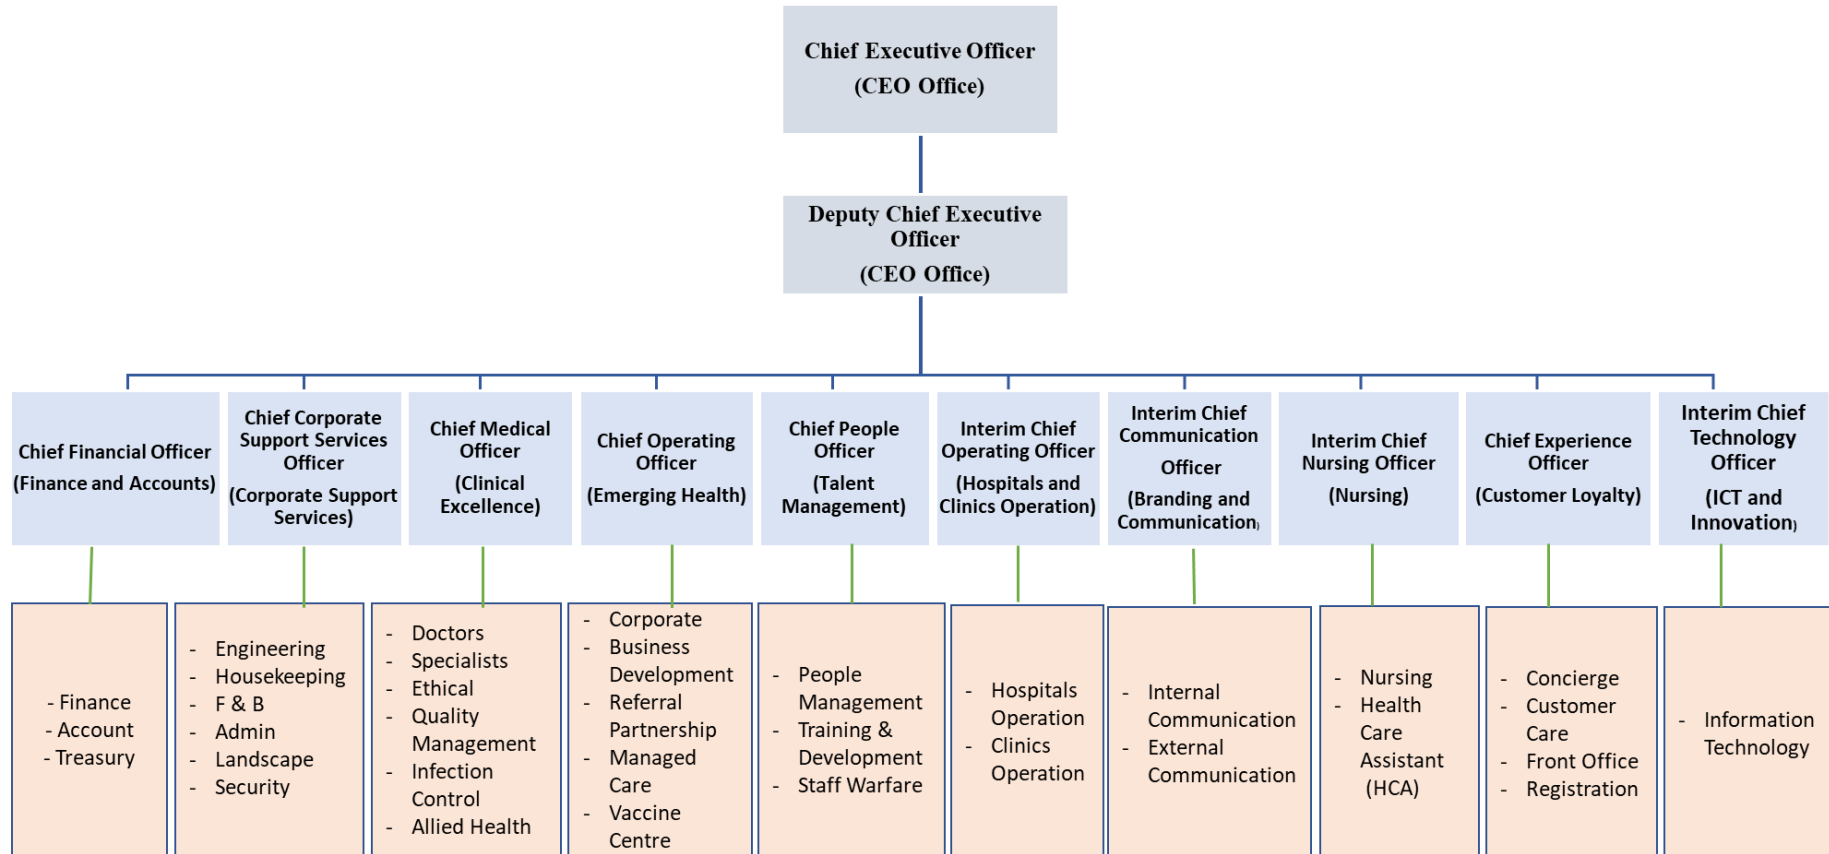 Chief Executive Officer
(CEO Office)
Deputy Chief Executive
Officer
(CEO Office)
Chief Financial Officer
(Finance and Accounts)
Chief Corporate
Support Services
Officer
(Corporate Support
Services)
Chief Medical
Officer
(Clinical
Excellence)
Chief Operating
Officer
(Emerging Health)
Chief People
Officer
(Talent
Management)
Interim Chief
Operating Officer
(Hospitals and
Clinics Operation)
Interim Chief
Communication
Officer
(Branding and
Communication)
Interim Chief
Nursing Officer
(Nursing)
Chief Experience
Officer
(Customer Loyalty)
Interim Chief
Technology
Officer
(ICT and
Innovation)
- Finance
- Account
- Treasury
- Engineering
- Housekeeping
- F & B
- Admin
- Landscape
- Security
- Doctors
- Specialists
- Ethical
- Quality
Management
- Infection
Control
- Allied Health
- Corporate
- Business
Development
- Referral
Partnership
- Managed
Care
- Vaccine
Centre
- People
Management
- Training &
Development
- Staff Warfare
- Hospitals
Operation
- Clinics
Operation
- Internal
Communication
- External
Communication
- Nursing
- Health
Care
Assistant
(HCA)
- Concierge
- Customer
Care
- Front Office
- Registration
- Information
Technology